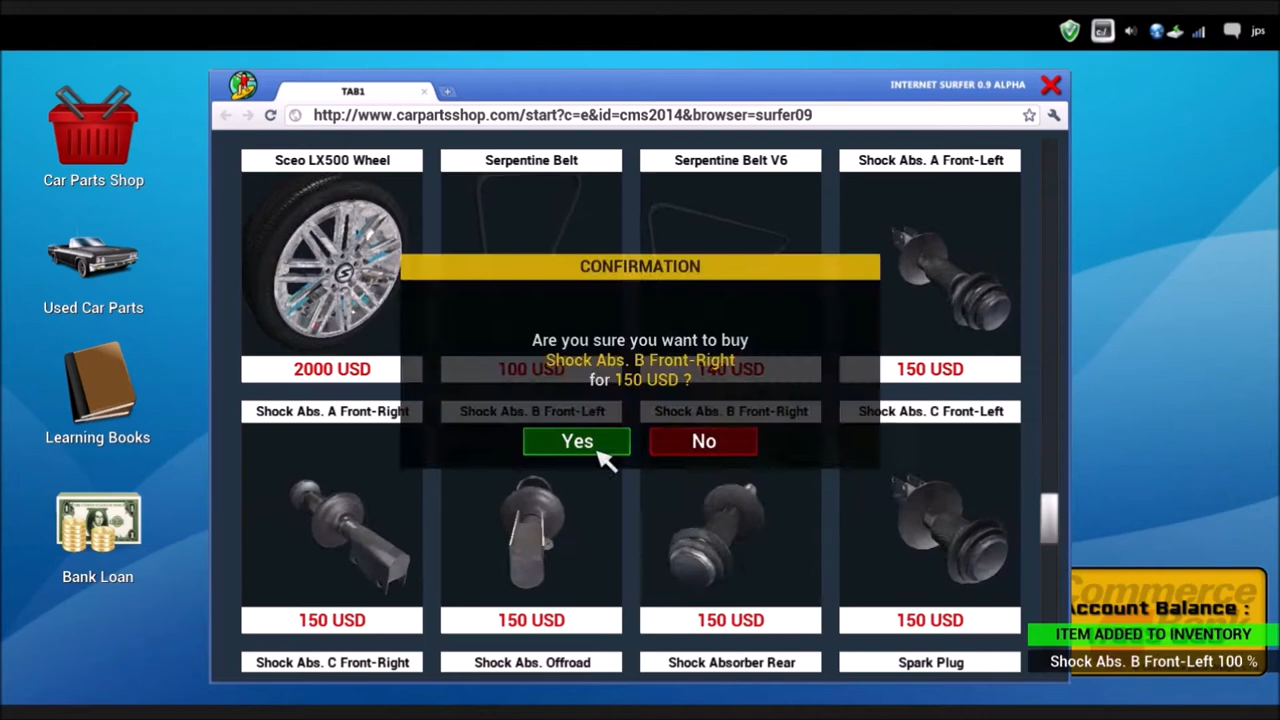 jps
TAB1
INTERNET SURFER 0.9 ALPHA
http://www.carpartsshop.com/start?c=e&id=cms2014&browser=surfer09
Car Parts Shop
Used Car Parts
Learning Books
Bank Loan
Sceo LX500 Wheel
Serpentine Belt
Serpentine Belt V6
Shock Abs. A Front-Left
CONFIRMATION
Are you sure you want to buy
Shock Abs. B Front-Right
for 150 USD ?
Yes
No
2000 USD
100 USD
140 USD
150 USD
Shock Abs. A Front-Right
Shock Abs. B Front-Left
Shock Abs. B Front-Right
Shock Abs. C Front-Left
150 USD
150 USD
150 USD
150 USD
Shock Abs. C Front-Right
Shock Abs. Offroad
Shock Absorber Rear
Spark Plug
Commerce
Account Balance :
ITEM ADDED TO INVENTORY
Shock Abs. B Front-Left 100 %